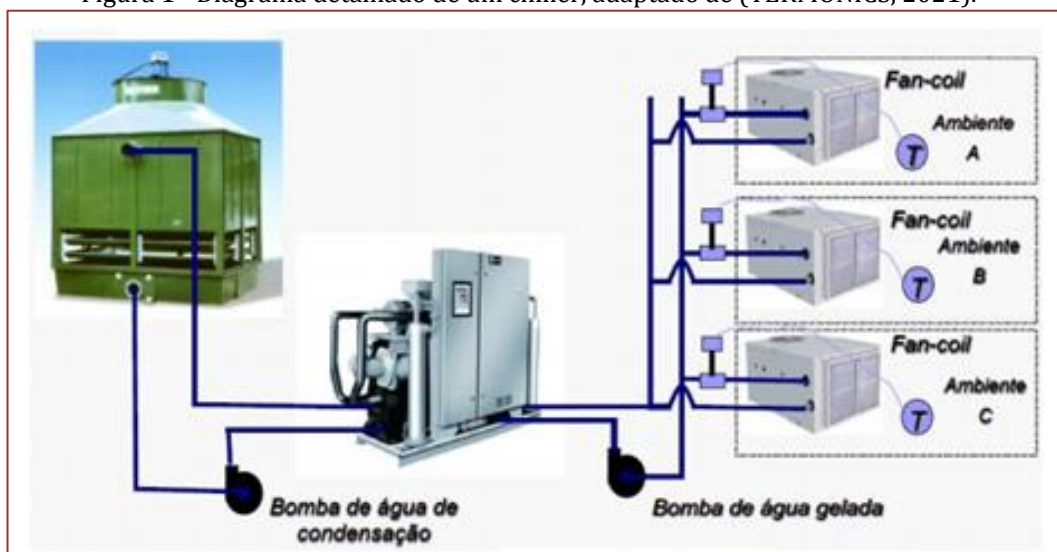 Figura 1 - Diagrama detalhado de um chiller, adaptado de (TERMONICS, 2021).
Fan-coil
Ambiente
A
T
Fan-coil
Ambiente
B
T
Fan-coil
Ambiente
C
T
Bomba de água de
condensação
Bomba de água gelada